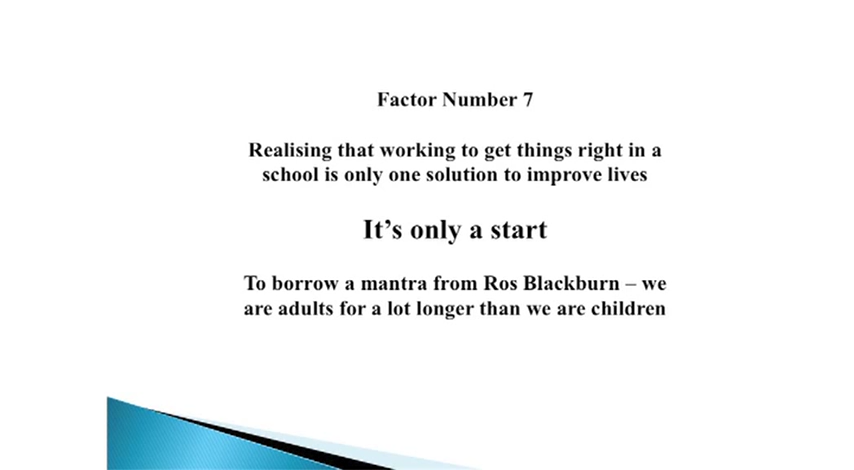 Factor Number 7
Realising that working to get things right in a
school is only one solution to improve lives
It’s only a start
To borrow a mantra from Ros Blackburn – we
are adults for a lot longer than we are children